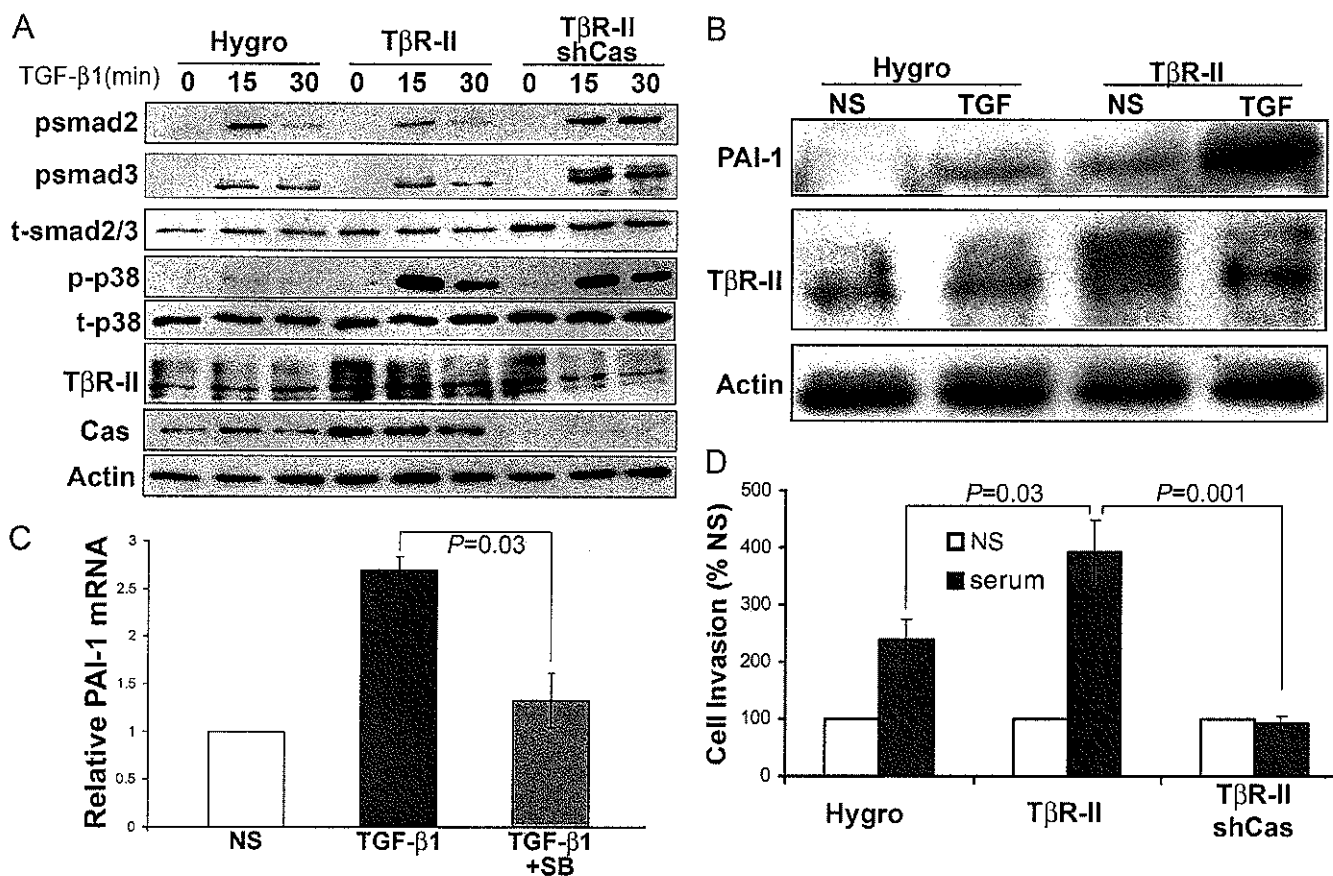 A
Hygro TβR-II TβR-II shCas
TGF-β1(min) 0 15 30 0 15 30 0 15 30
psmad2
psmad3
t-smad2/3
p-p38
t-p38
TβR-II
Cas
Actin
B
Hygro TβR-II
NS TGF NS TGF
PAI-1
TβR-II
Actin
C
Relative PAI-1 mRNA
3
2.5
2
1.5
1
0.5
0
P=0.03
NS TGF-β1 TGF-β1 +SB
D
Cell Invasion (% NS)
500
400
300
200
100
0
P=0.03 P=0.001
NS
serum
Hygro TβR-II TβR-II shCas